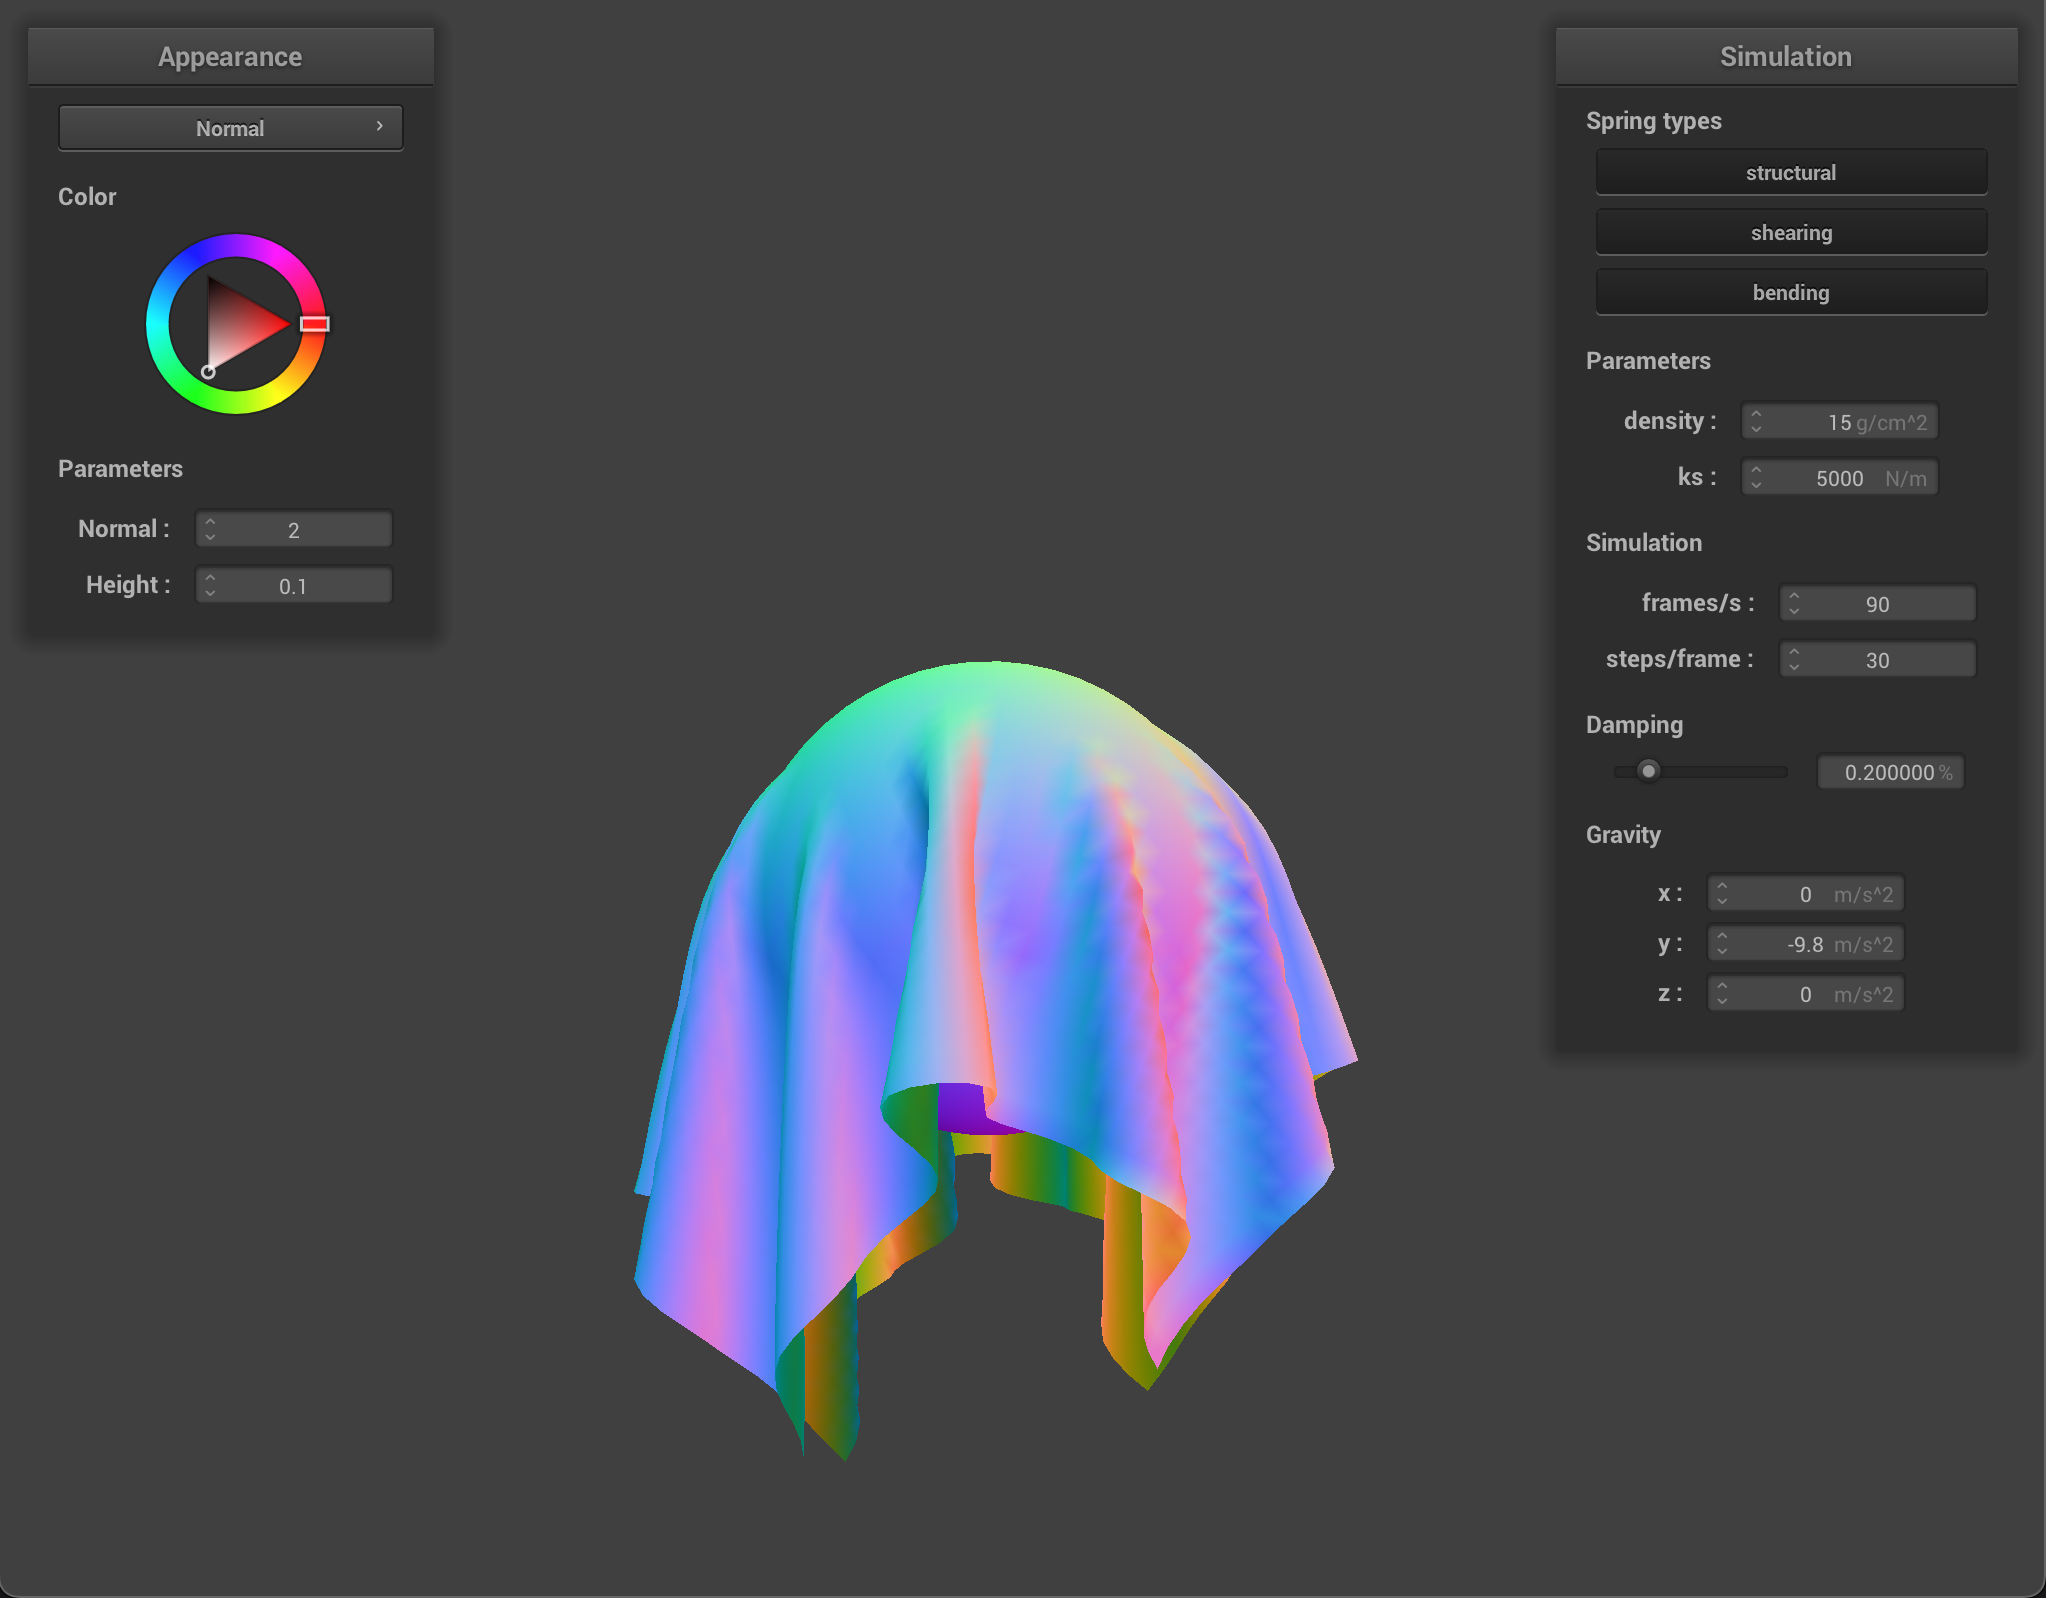 Appearance
Normal
Color
Parameters
Normal : 2
Height : 0.1
Simulation
Spring types
structural
shearing
bending
Parameters
density : 15 g/cm^2
ks : 5000 N/m
Simulation
frames/s : 90
steps/frame : 30
Damping
0.200000 %
Gravity
x : 0 m/s^2
y : -9.8 m/s^2
z : 0 m/s^2